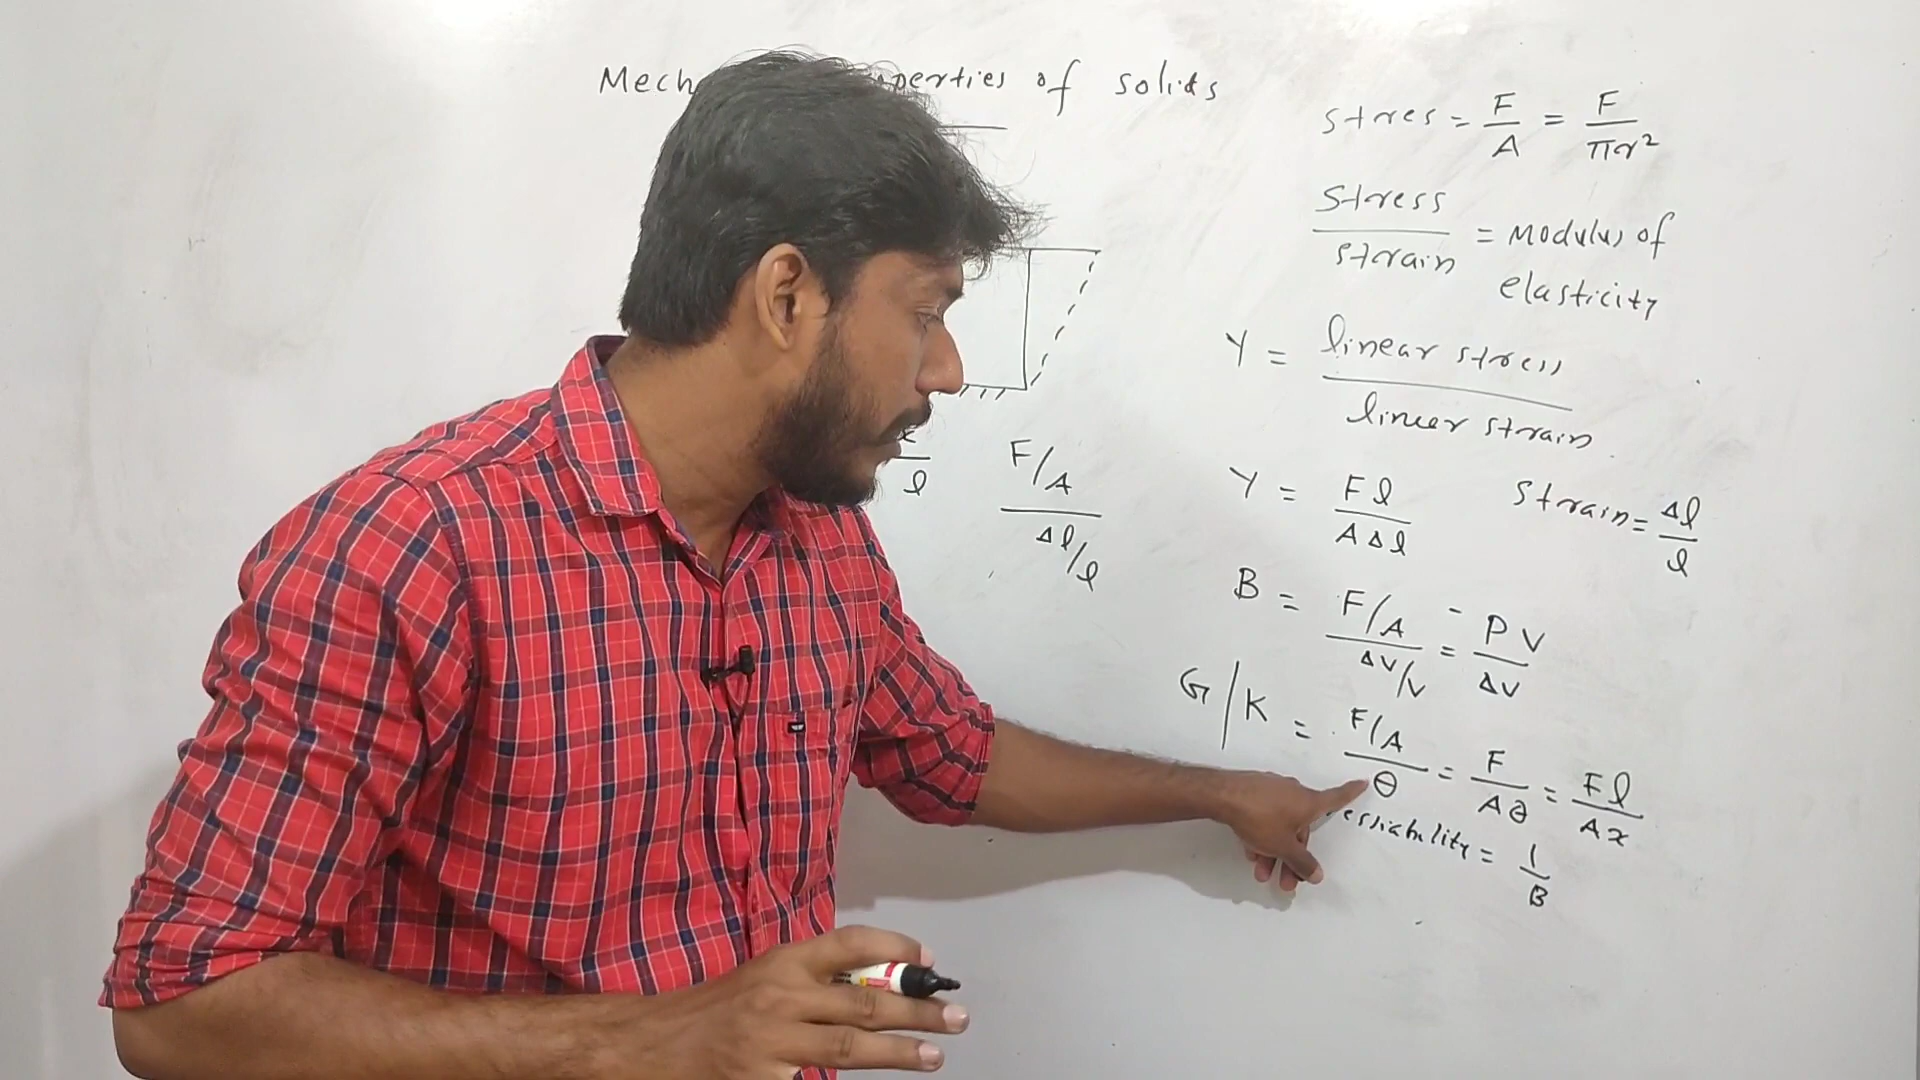 Mech perties of solids
stres = F/A = F/πr²
Stress/strain = Modulus of
elasticity
Y = linear stress/linear strain
l
F/A/Δl/l
Y = Fl/AΔl
Strain = Δl/l
B = F/A/ΔV/V = -PV/ΔV
G/K = F/A/θ = F/Aθ = Fl/Ax
= 1/B